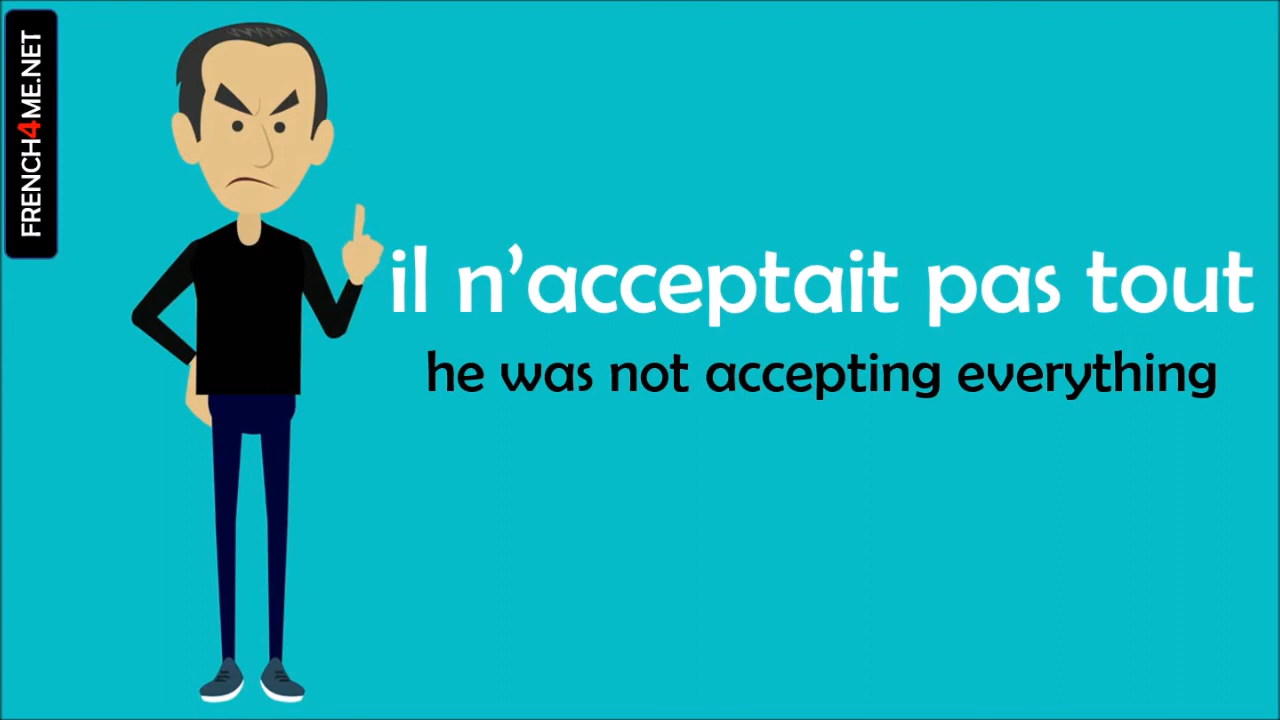 FRENCH4ME.NET
il n’acceptait pas tout
he was not accepting everything